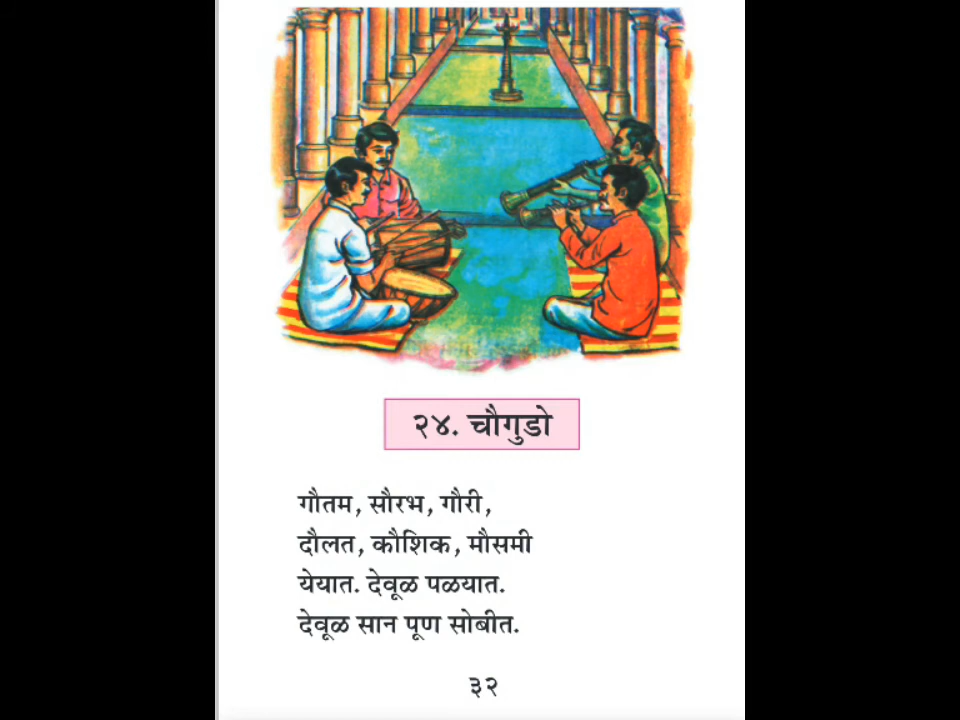 २४. चौगुडो
गौतम, सौरभ, गौरी,
दौलत, कौशिक, मौसमी
येयात. देवूळ पळयात.
देवूळ सान पूण सोबीत.
३२